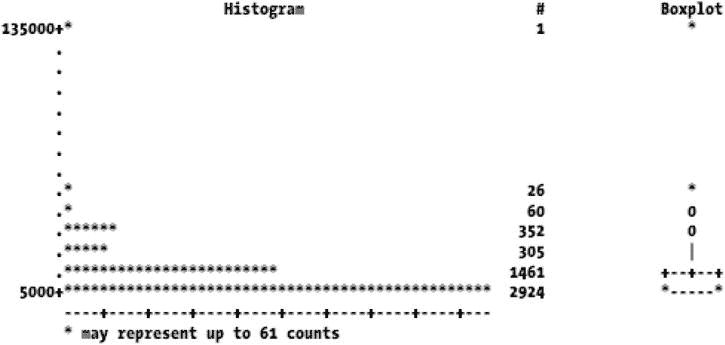 Histogram # Boxplot
135000+* 1 *
.
.
.
.
.
.
.
.* 26 *
.* 60 0
.****** 352 0
.***** 305 |
.************************ 1461 +--+--+
5000+************************************************ 2924 *-----*
----+----+----+----+----+----+----+----+----+---
* may represent up to 61 counts